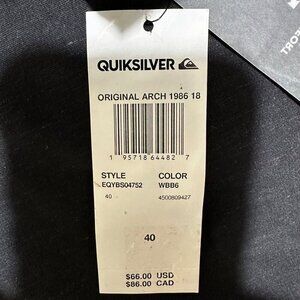 QUIKSILVER
ORIGINAL ARCH 1986 18
1 95718 64482 7
STYLE COLOR
EQYBS04752 WBB6
40 4500809427
40
$66.00 USD
$86.00 CAD